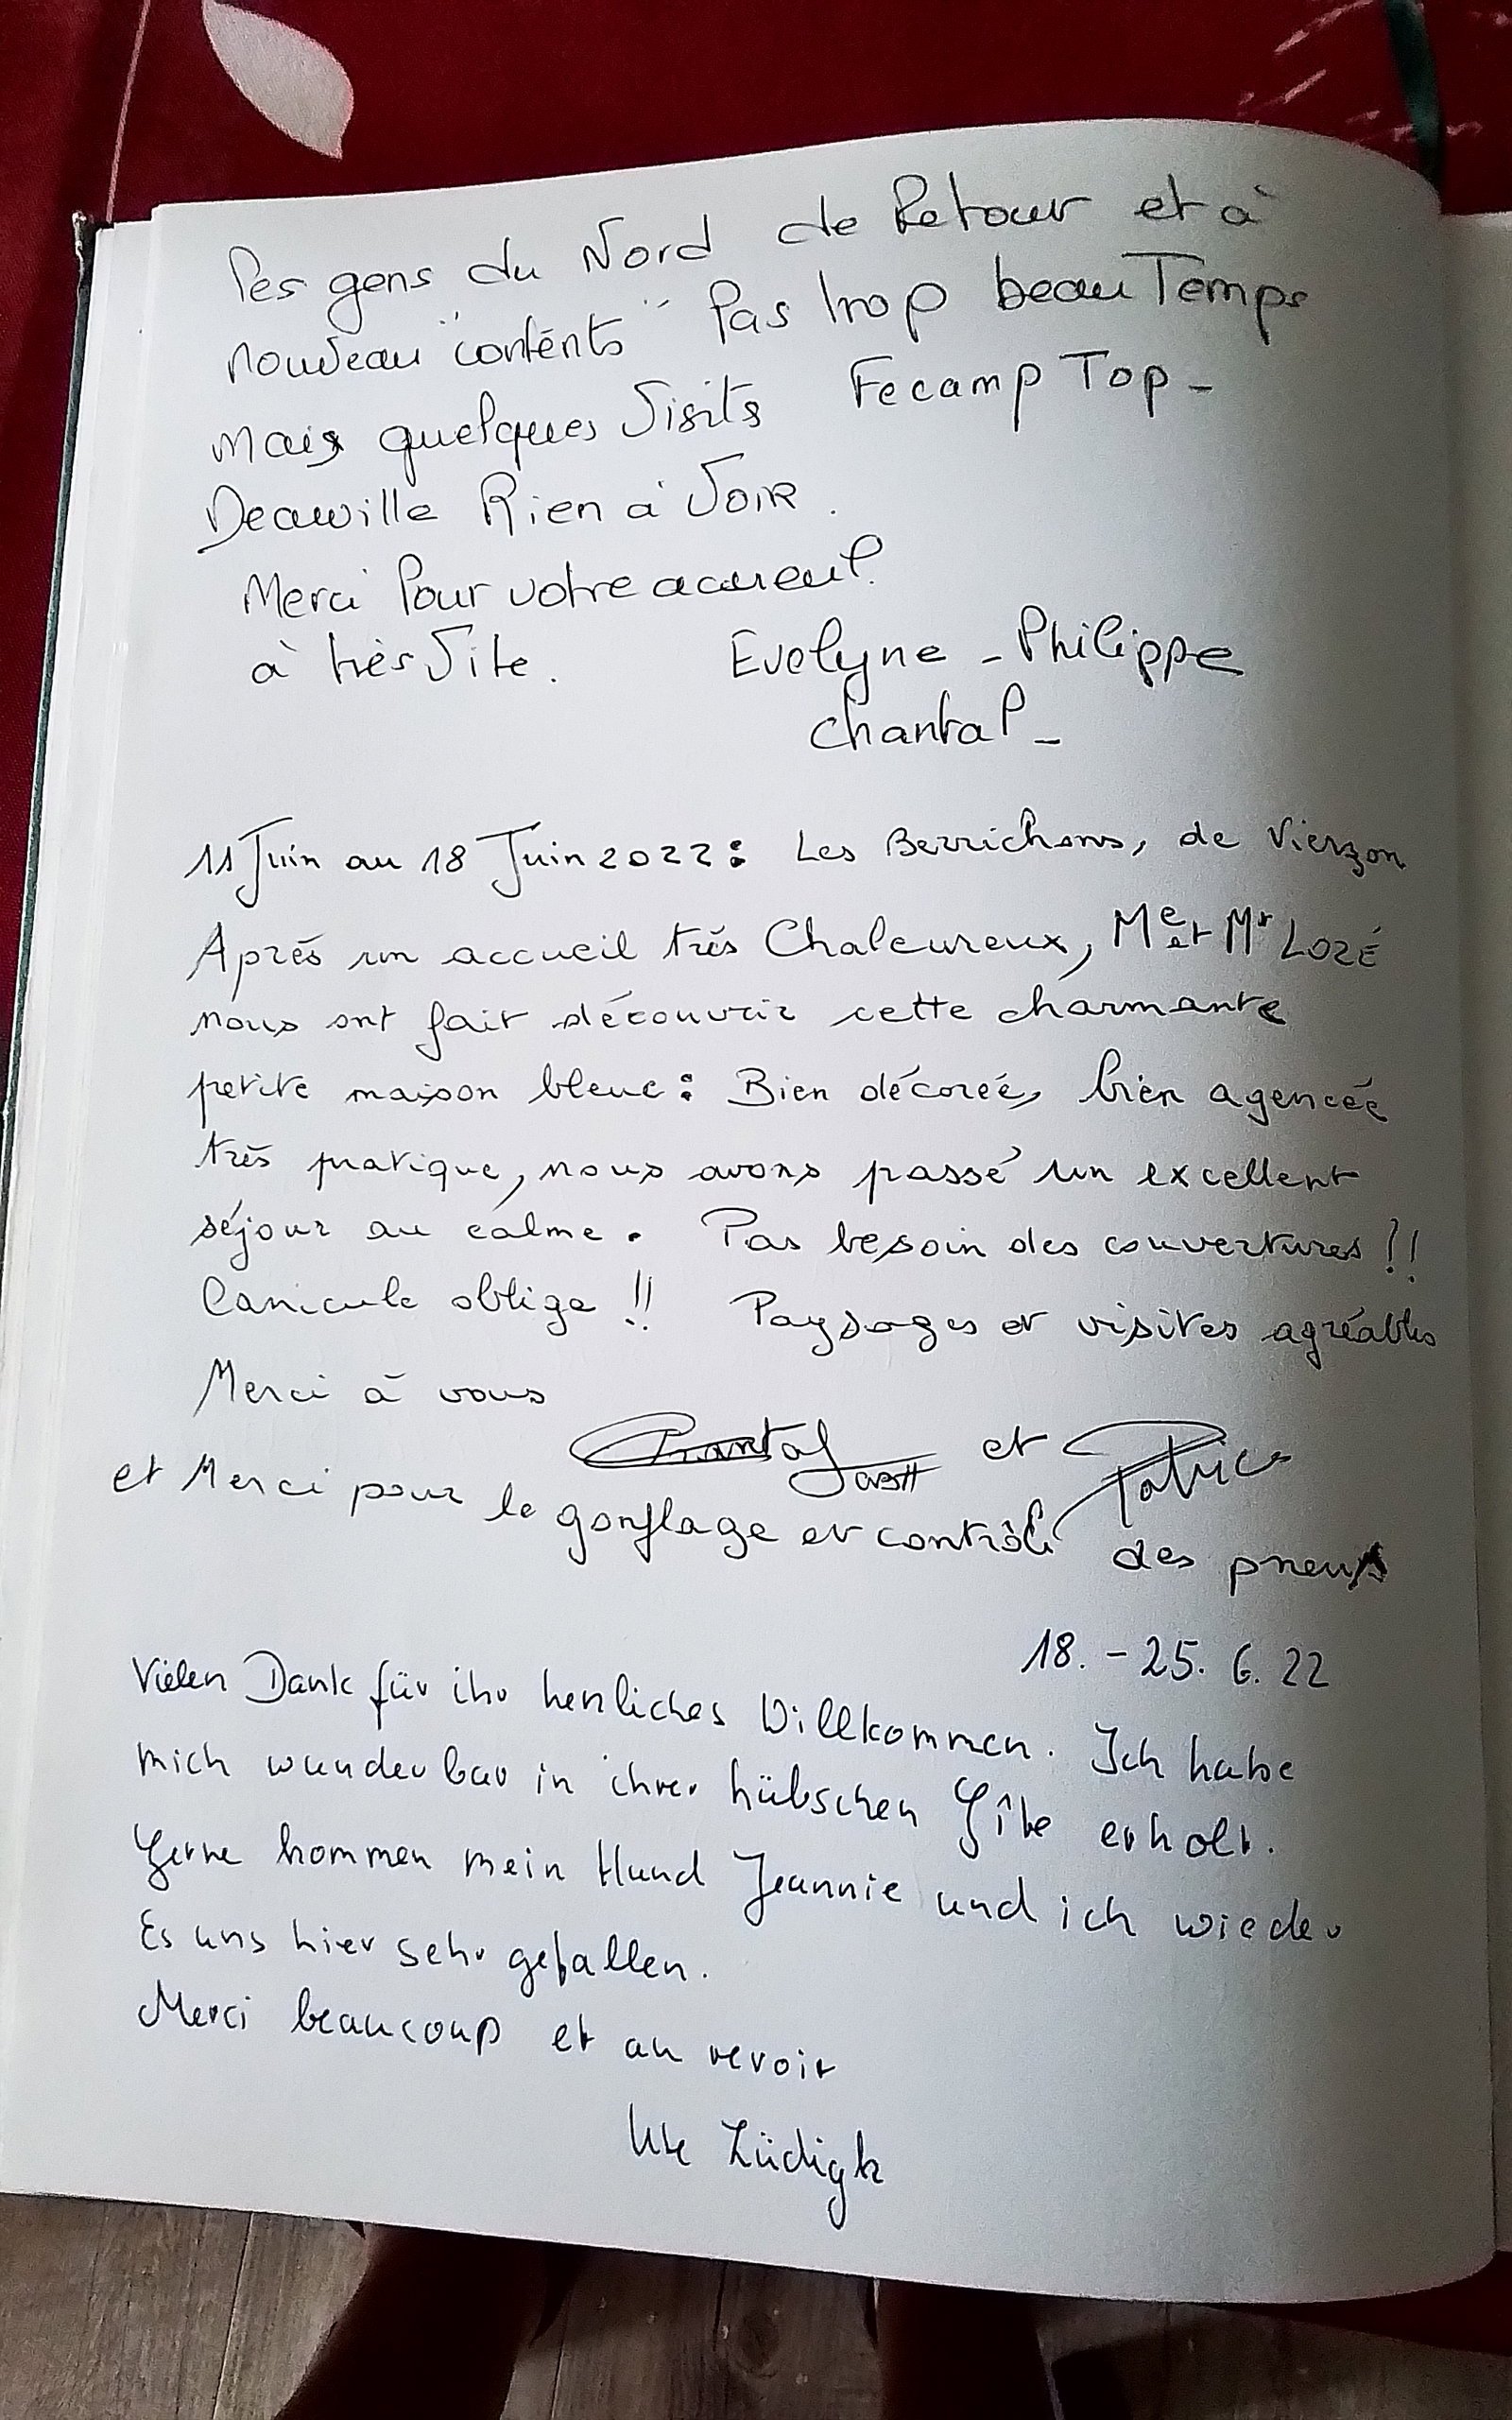 Les gens du Nord de Retour et à
nouveau "contents" Pas trop beau Temps
mais quelques Visits Fecamp Top -
Deauville Rien à Voir.
Merci Pour votre accueil.
à très Vite. Evelyne - Philippe
Chantal -
11 Juin au 18 Juin 2022: Les Berrichons, de Vierzon
Après un accueil très Chaleureux, Me et Mr LOZÉ
nous ont fait découvrir cette charmante
petite maison bleue: Bien décorée, bien agencée
très pratique, nous avons passé un excellent
séjour au calme. Pas besoin des couvertures !!
Canicule oblige !! Paysages et visites agréables
Merci à vous
Chantal et Patrice
et Merci pour le gonflage et contrôle des pneus
18. - 25. 6. 22
Vielen Dank für ihr herzliches Willkommen. Ich habe
mich wunderbar in ihrer hübschen Gîte erholt.
Gerne kommen mein Hund Jeannie und ich wieder
Es uns hier sehr gefallen.
Merci beaucoup et au revoir
Ute